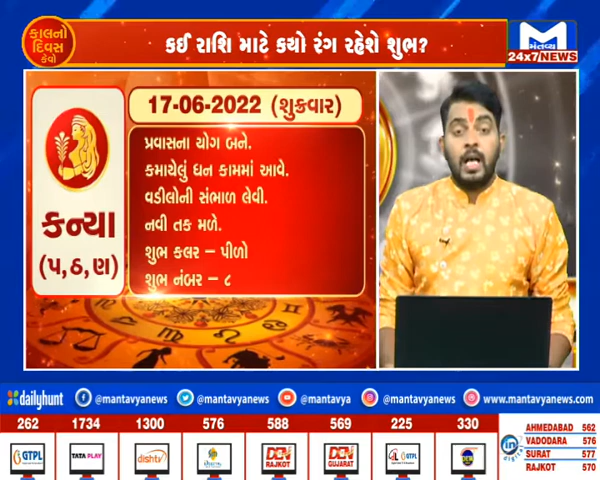 કાલનો
દિવસ
કેવો
કઈ રાશિ માટે કયો રંગ રહેશે શુભ?
મંતવ્ય
24x7NEWS
17-06-2022 (શુક્રવાર)
પ્રવાસના યોગ બને.
કમાયેલું ધન કામમાં આવે.
વડીલોની સંભાળ લેવી.
નવી તક મળે.
શુભ કલર – પીળો
શુભ નંબર – ૮
કન્યા
(પ,ઠ,ણ)
dailyhunt @mantavyanews @mantavyanews @mantavya @mantavyanews www.mantavyanews.com
262 1734 1300 576 588 569 225 330
GTPL TATA PLAY dishtv DEN RAJKOT DEN GUJARAT
in digital
AHMEDABAD 562
VADODARA 576
SURAT 577
RAJKOT 570